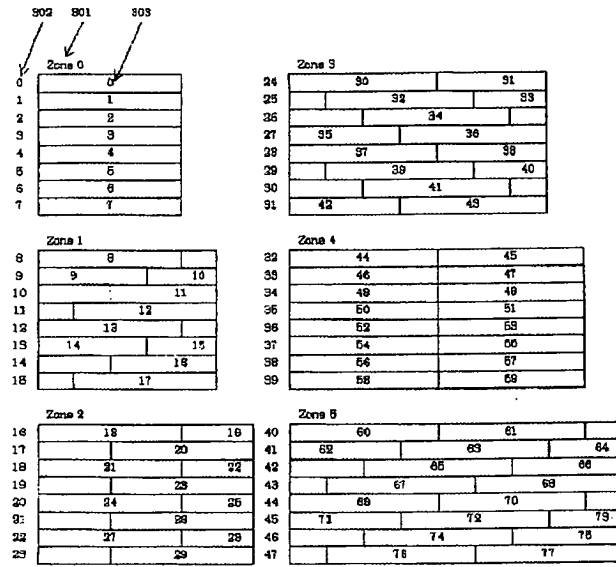 302 301 303
Zone 0
0 0
1 1
2 2
3 3
4 4
5 5
6 6
7 7
Zone 3
24 30 31
25 32 33
26 34
27 35 36
28 37 38
29 39 40
30 41
31 42 43
Zone 1
8 8
9 9 10
10 11
11 12
12 13
13 14 15
14 16
15 17
Zone 4
32 44 45
33 46 47
34 48 49
35 50 51
36 52 53
37 54 55
38 56 57
39 58 59
Zone 2
16 18 19
17 20
18 21 22
19 23
20 24 25
21 26
22 27 28
23 29
Zone 5
40 60 61
41 62 63 64
42 65 66
43 67 68
44 69 70
45 71 72 73
46 74 75
47 76 77